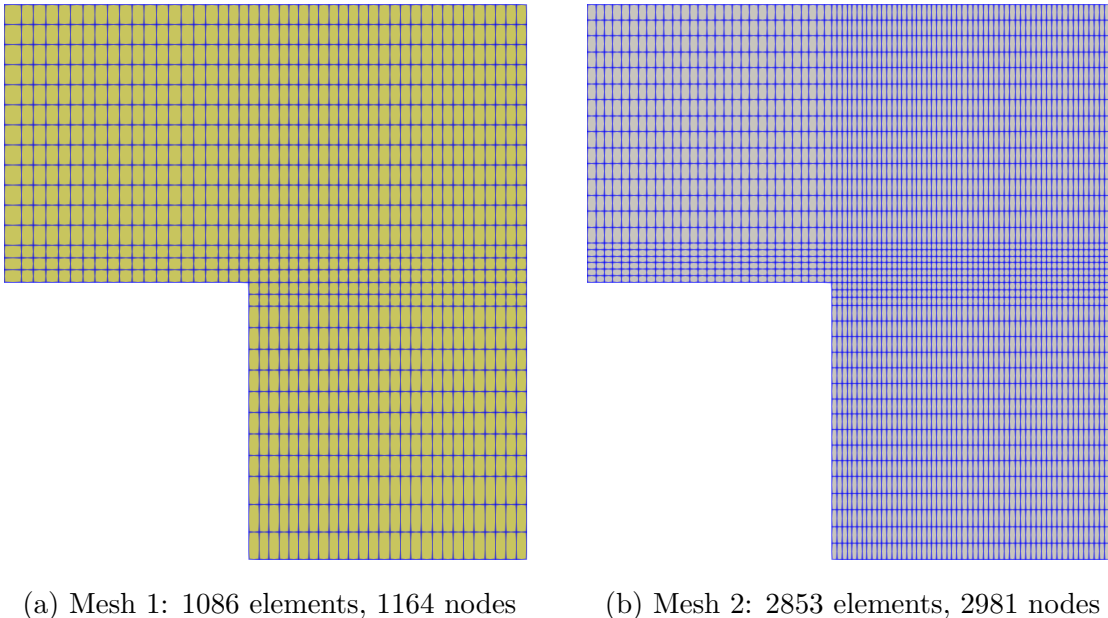 (a) Mesh 1: 1086 elements, 1164 nodes
(b) Mesh 2: 2853 elements, 2981 nodes